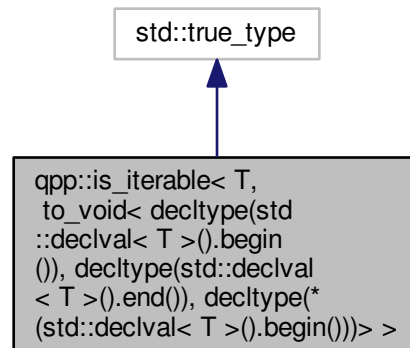 std::true_type
qpp::is_iterable< T,
to_void< decltype(std
::declval< T >().begin
()), decltype(std::declval
< T >().end()), decltype(*
(std::declval< T >().begin()))> >